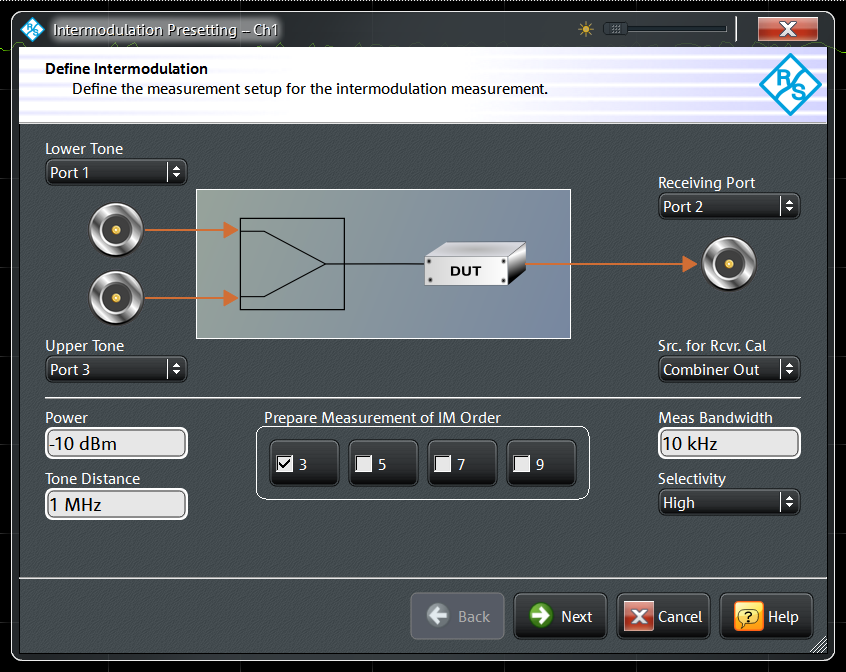 Intermodulation Presetting – Ch1
Define Intermodulation
Define the measurement setup for the intermodulation measurement.
R
S
R
S
Lower Tone
Port 1
Receiving Port
Port 2
DUT
Upper Tone
Port 3
Src. for Rcvr. Cal
Combiner Out
Power
-10 dBm
Tone Distance
1 MHz
Prepare Measurement of IM Order
3
5
7
9
Meas Bandwidth
10 kHz
Selectivity
High
Back
Next
Cancel
Help